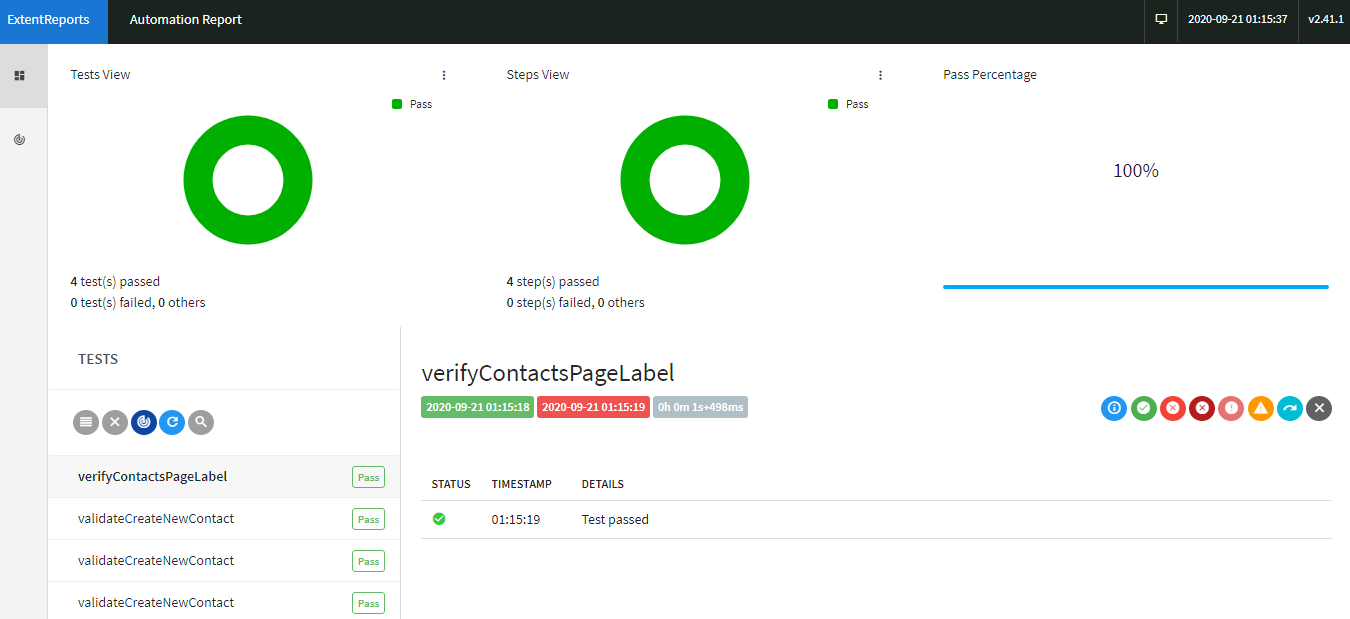 ExtentReports Automation Report 2020-09-21 01:15:37 v2.41.1
Tests View Steps View Pass Percentage
Pass Pass
100%
4 test(s) passed 4 step(s) passed
0 test(s) failed, 0 others 0 step(s) failed, 0 others
TESTS
verifyContactsPageLabel Pass
validateCreateNewContact Pass
validateCreateNewContact Pass
validateCreateNewContact Pass
verifyContactsPageLabel
2020-09-21 01:15:18 2020-09-21 01:15:19 0h 0m 1s+498ms
STATUS TIMESTAMP DETAILS
01:15:19 Test passed